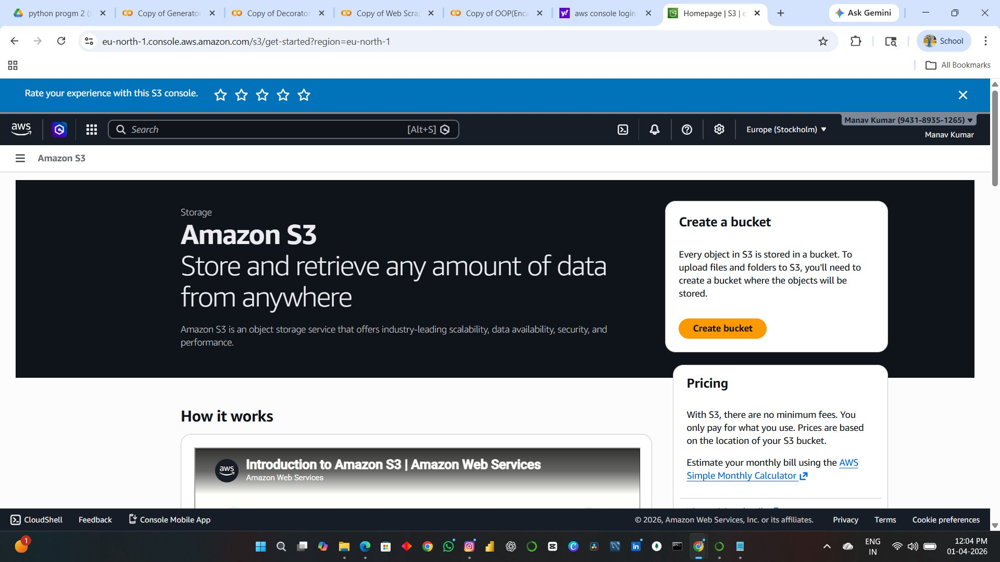 python progm 2 (s
Copy of Generator
Copy of Decorator
Copy of Web Scrap
Copy of OOP(Enca
aws console login
Homepage | S3 | e
Ask Gemini
eu-north-1.console.aws.amazon.com/s3/get-started?region=eu-north-1
School
All Bookmarks
Rate your experience with this S3 console.
aws
Search
[Alt+S]
Europe (Stockholm)
Manav Kumar (9431-8935-1265)
Manav Kumar
Amazon S3
Storage
Amazon S3
Store and retrieve any amount of data
from anywhere
Amazon S3 is an object storage service that offers industry-leading scalability, data availability, security, and
performance.
Create a bucket
Every object in S3 is stored in a bucket. To
upload files and folders to S3, you'll need to
create a bucket where the objects will be
stored.
Create bucket
Pricing
With S3, there are no minimum fees. You
only pay for what you use. Prices are based
on the location of your S3 bucket.
Estimate your monthly bill using the AWS
Simple Monthly Calculator
How it works
aws
Introduction to Amazon S3 | Amazon Web Services
Amazon Web Services
CloudShell
Feedback
Console Mobile App
© 2026, Amazon Web Services, Inc. or its affiliates.
Privacy
Terms
Cookie preferences
1
ENG
IN
12:04 PM
01-04-2026